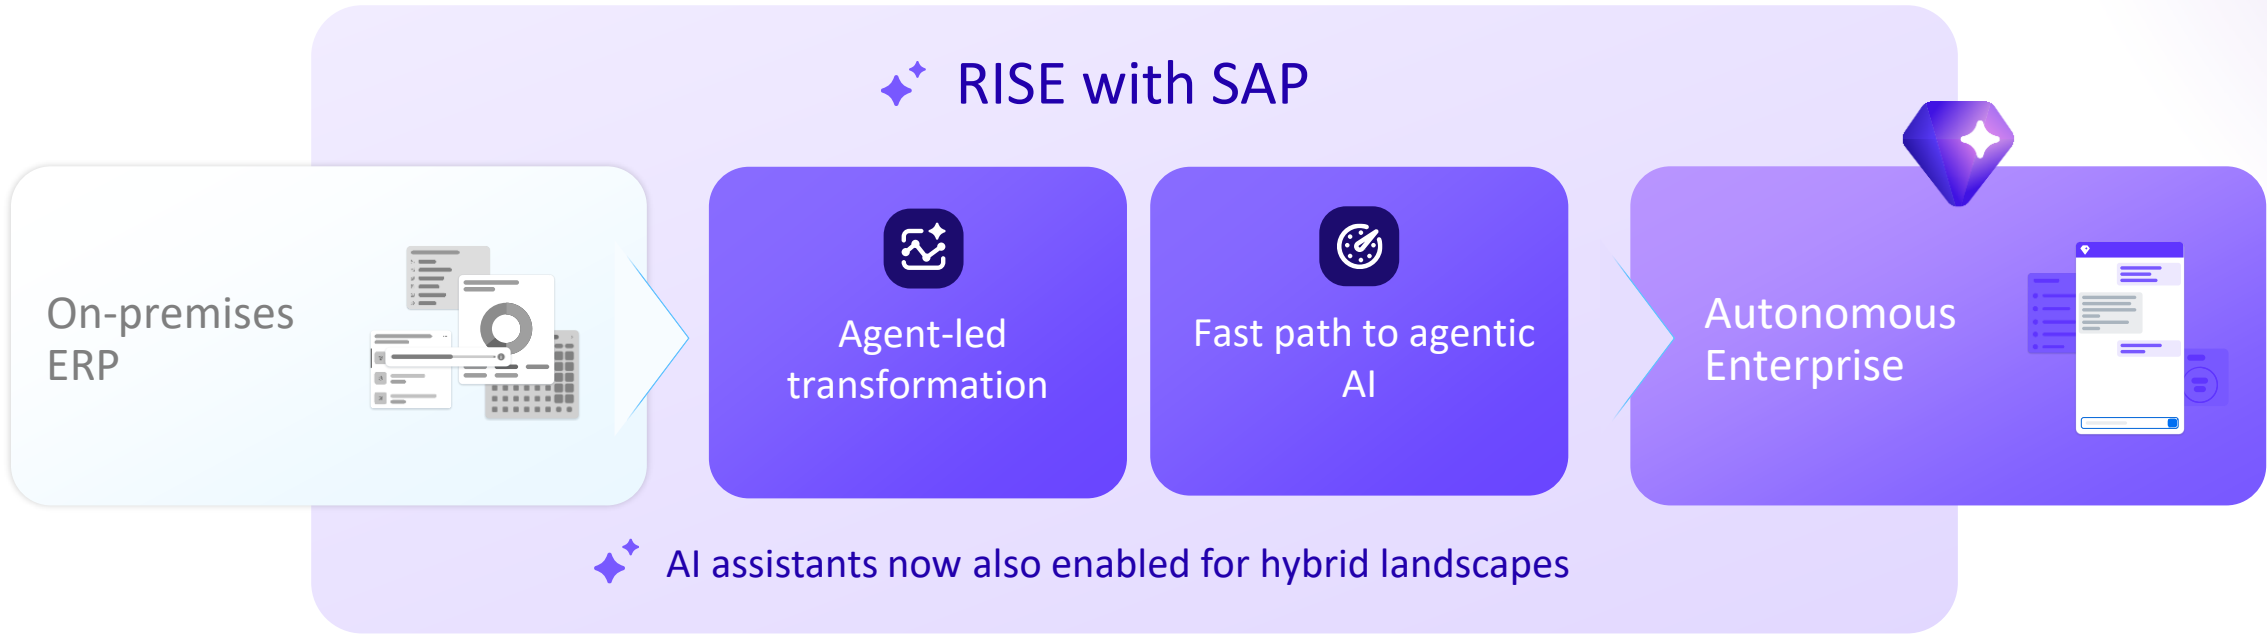 RISE with SAP
On-premises
ERP
Agent-led
transformation
Fast path to agentic
AI
Autonomous
Enterprise
AI assistants now also enabled for hybrid landscapes